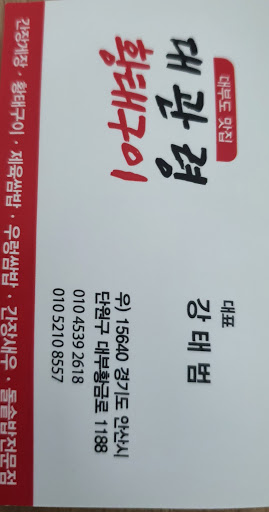 대부도 맛집
대관령
황태구이
대표
강태범
우) 15640 경기도 안산시
단원구 대부황금로 1188
010 4539 2618
010 5210 8557
간장게장 · 황태구이 · 제육쌈밥 · 우렁쌈밥 · 간장새우 · 돌솥밥전문점